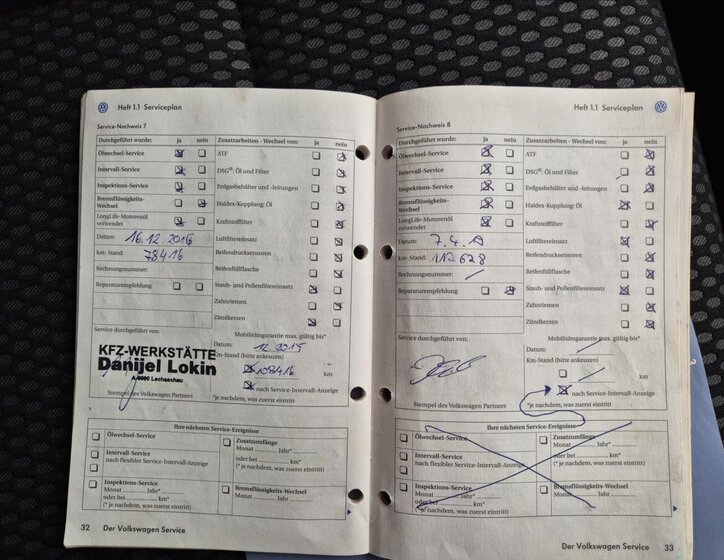 Heft 1.1 Serviceplan
Service-Nachweis 7
Durchgeführt wurde: ja nein
Ölwechsel-Service
Intervall-Service
Inspektions-Service
Bremsflüssigkeits-
Wechsel
LongLife-Motorenöl
verwendet
Datum: 16.12.2016
km-Stand: 78416
Rechnungsnummer:
Reparaturempfehlung
Zusatzarbeiten - Wechsel von: ja nein
ATF
DSG®: Öl und Filter
Erdgasbehälter und -leitungen
Haldex-Kupplung: Öl
Kraftstofffilter
Luftfiltereinsatz
Reifendrucksensoren
Reifenfüllflasche
Staub- und Pollenfiltereinsatz
Zahnriemen
Zündkerzen
Service durchgeführt von:
KFZ-WERKSTÄTTE
Danijel Lokin
Stempel des Volkswagen Partners
Mobilitätsgarantie max. gültig bis*
Datum:
km-Stand (bitte ankreuzen)
108416 km
nach Service-Intervall-Anzeige
*je nachdem, was zuerst eintritt
Ihre nächsten Service-Ereignisse
Ölwechsel-Service
Intervall-Service
nach flexibler Service-Intervall-Anzeige
Inspektions-Service
Monat Jahr*
oder bei km*
(* je nachdem, was zuerst eintritt)
Zusatzumfänge
Monat Jahr*
oder bei km*
(* je nachdem, was zuerst eintritt)
Bremsflüssigkeits-Wechsel
Monat Jahr
32 Der Volkswagen Service
Heft 1.1 Serviceplan
Service-Nachweis 8
Durchgeführt wurde: ja nein
Ölwechsel-Service
Intervall-Service
Inspektions-Service
Bremsflüssigkeits-
Wechsel
LongLife-Motorenöl
verwendet
Datum:
km-Stand: 112628
Rechnungsnummer:
Reparaturempfehlung
Zusatzarbeiten - Wechsel von: ja nein
ATF
DSG®: Öl und Filter
Erdgasbehälter und -leitungen
Haldex-Kupplung: Öl
Kraftstofffilter
Luftfiltereinsatz
Reifendrucksensoren
Reifenfüllflasche
Staub- und Pollenfiltereinsatz
Zahnriemen
Zündkerzen
Service durchgeführt von:
Stempel des Volkswagen Partners
Mobilitätsgarantie max. gültig bis*
Datum:
Km-Stand (bitte ankreuzen)
km
nach Service-Intervall-Anzeige
*je nachdem, was zuerst eintritt
Ihre nächsten Service-Ereignisse
Ölwechsel-Service
Intervall-Service
nach flexibler Service-Intervall-Anzeige
Inspektions-Service
Monat Jahr*
oder bei km*
(* je nachdem, was zuerst eintritt)
Zusatzumfänge
Monat Jahr*
oder bei km*
(* je nachdem, was zuerst eintritt)
Bremsflüssigkeits-Wechsel
Monat Jahr
Der Volkswagen Service 33